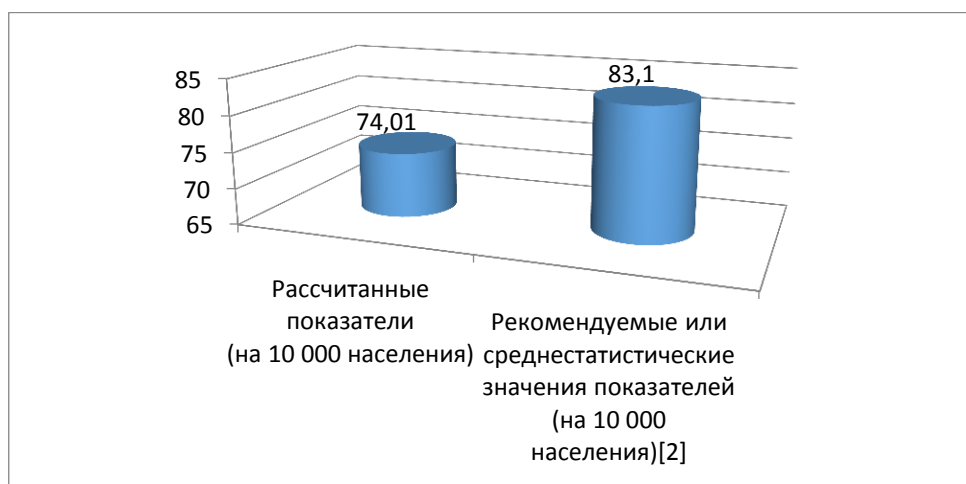 85
80
75
70
65
74,01
83,1
Рассчитанные
показатели
(на 10 000 населения)
Рекомендуемые или
среднестатистические
значения показателей
(на 10 000
населения)[2]